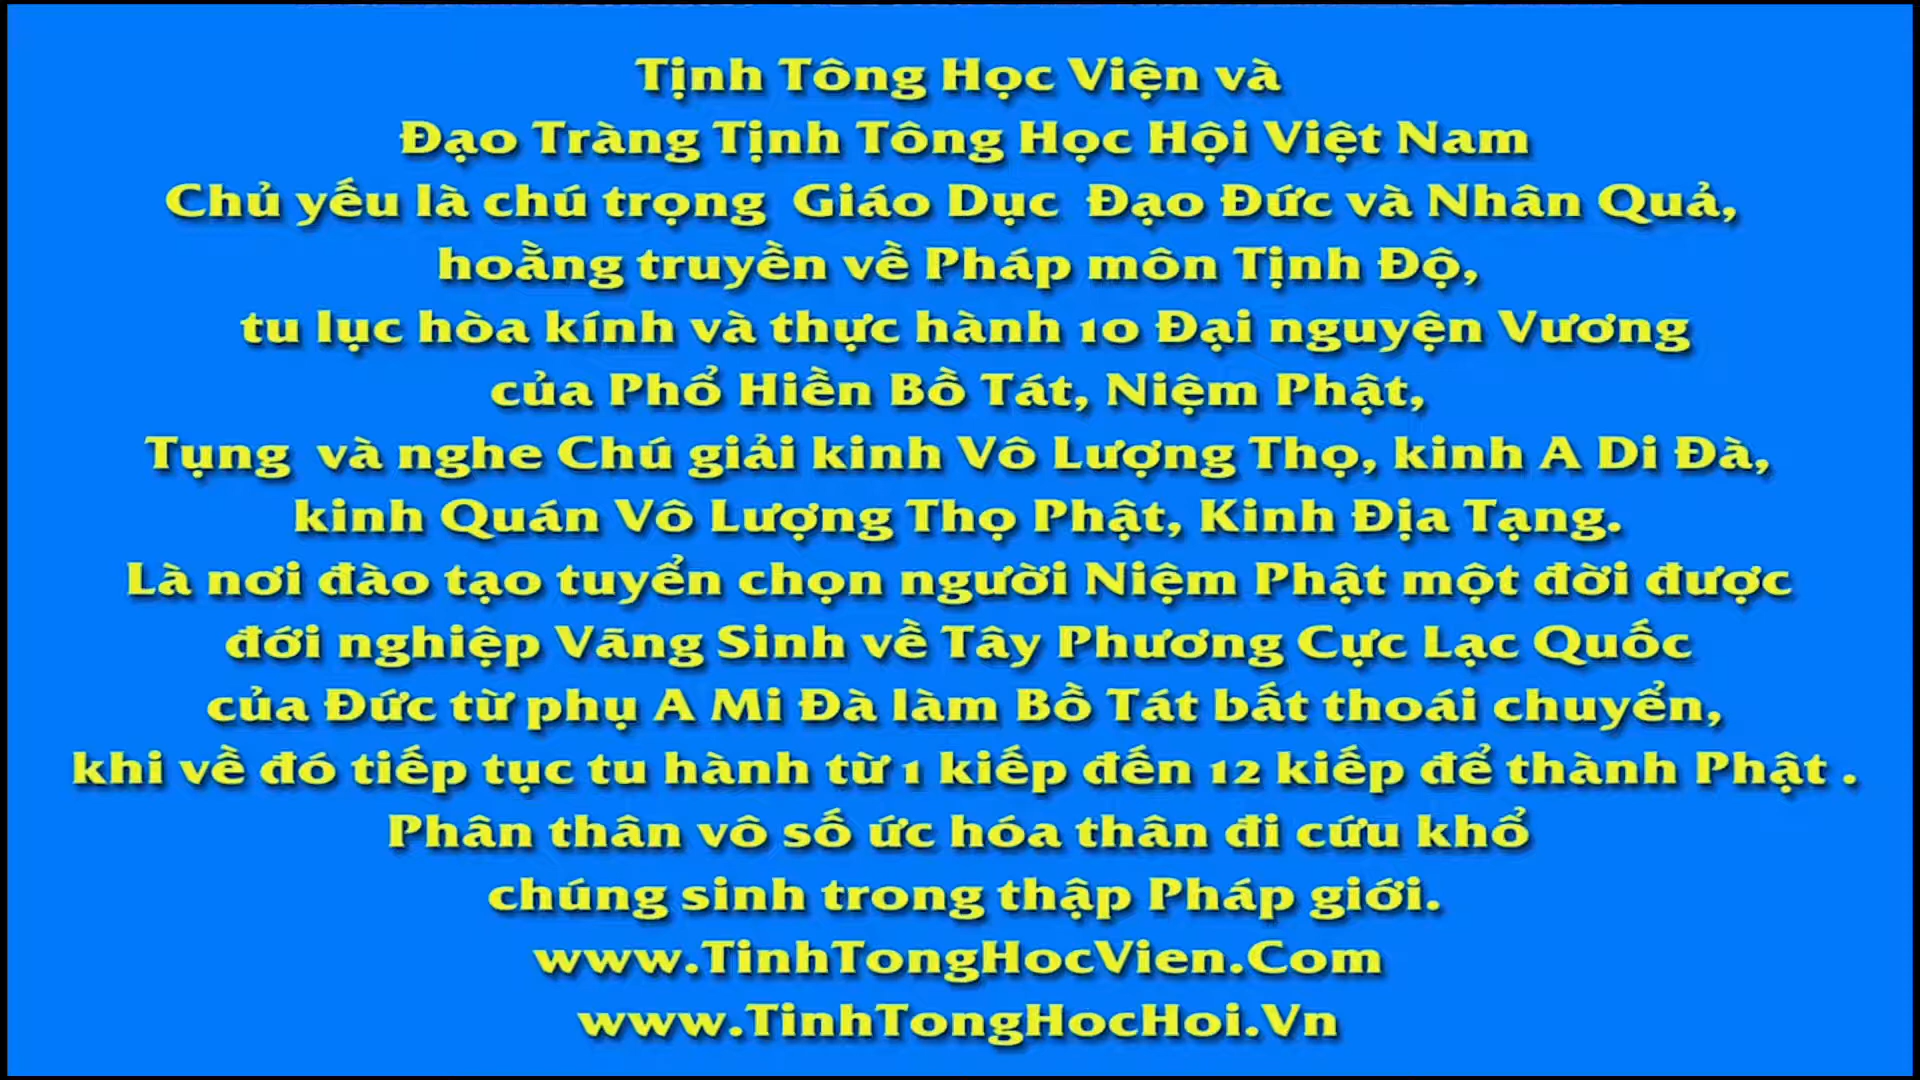 Tịnh Tông Học Viện và
Đạo Tràng Tịnh Tông Học Hội Việt Nam
Chủ yếu là chú trọng Giáo Dục Đạo Đức và Nhân Quả,
hoằng truyền về Pháp môn Tịnh Độ,
tu lục hòa kính và thực hành 10 Đại nguyện Vương
của Phổ Hiền Bồ Tát, Niệm Phật,
Tụng và nghe Chú giải kinh Vô Lượng Thọ, kinh A Di Đà,
kinh Quán Vô Lượng Thọ Phật, Kinh Địa Tạng.
Là nơi đào tạo tuyển chọn người Niệm Phật một đời được
đới nghiệp Vãng Sinh về Tây Phương Cực Lạc Quốc
của Đức từ phụ A Mi Đà làm Bồ Tát bất thoái chuyển,
khi về đó tiếp tục tu hành từ 1 kiếp đến 12 kiếp để thành Phật .
Phân thân vô số ức hóa thân đi cứu khổ
chúng sinh trong thập Pháp giới.
www.TinhTongHocVien.Com
www.TinhTongHocHoi.Vn